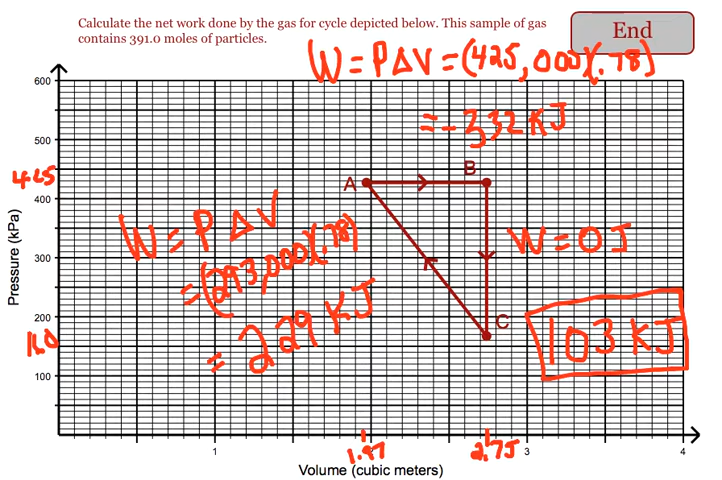 Calculate the net work done by the gas for cycle depicted below. This sample of gas
contains 391.0 moles of particles.
End
W = PΔV = (425,000)(.78)
= -332 KJ
600
500
425
400
300
200
160
100
Pressure (kPa)
A
B
C
W = PΔV
= (293,000)(.78)
= 229 KJ
W = 0 J
103 KJ
1
1.97
2
2.75
3
4
Volume (cubic meters)